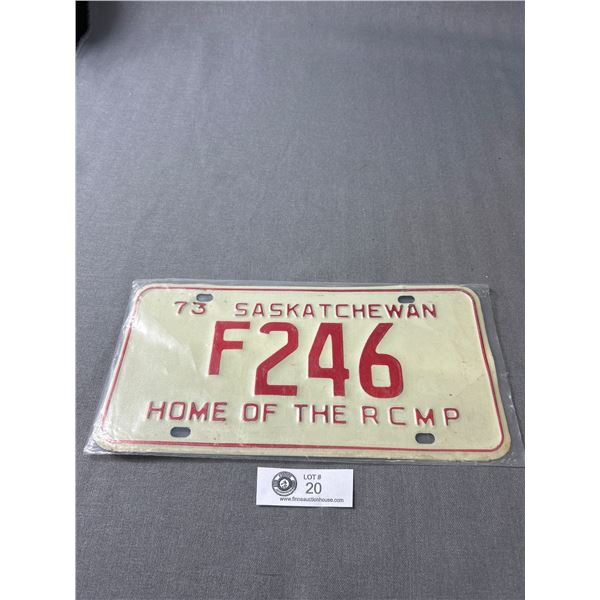 73 SASKATCHEWAN
F246
HOME OF THE RCMP
LOT #
20
www.finnsauctionhouse.com